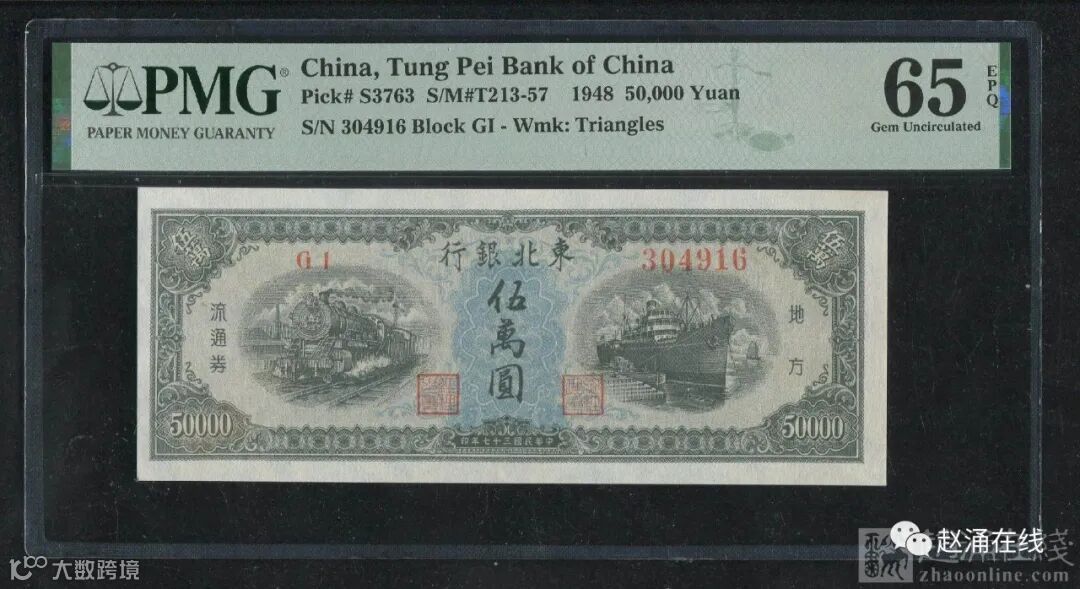 PMG®
PAPER MONEY GUARANTY
China, Tung Pei Bank of China
Pick# S3763 S/M#T213-57 1948 50,000 Yuan
S/N 304916 Block GI - Wmk: Triangles
65
EPQ
Gem Uncirculated
伍萬
伍萬
行銀北東
G I
304916
伍萬圓
流通券
地方
50000
50000
印年七十三國民華中
赵涌在线
zhaoonline.com
大数跨境